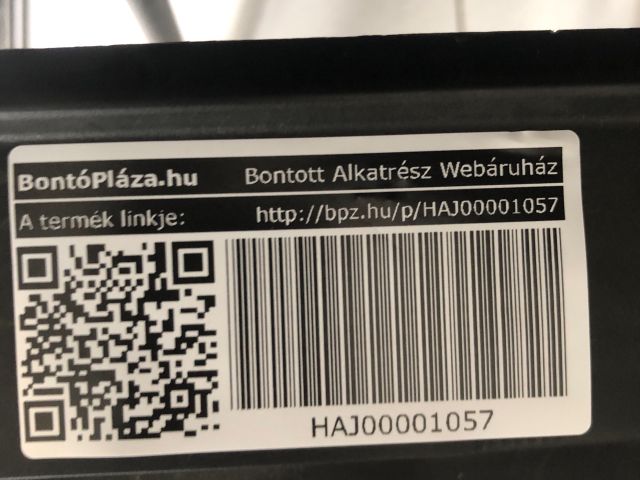 BontóPláza.hu Bontott Alkatrész Webáruház
A termék linkje: http://bpz.hu/p/HAJ00001057
HAJ00001057